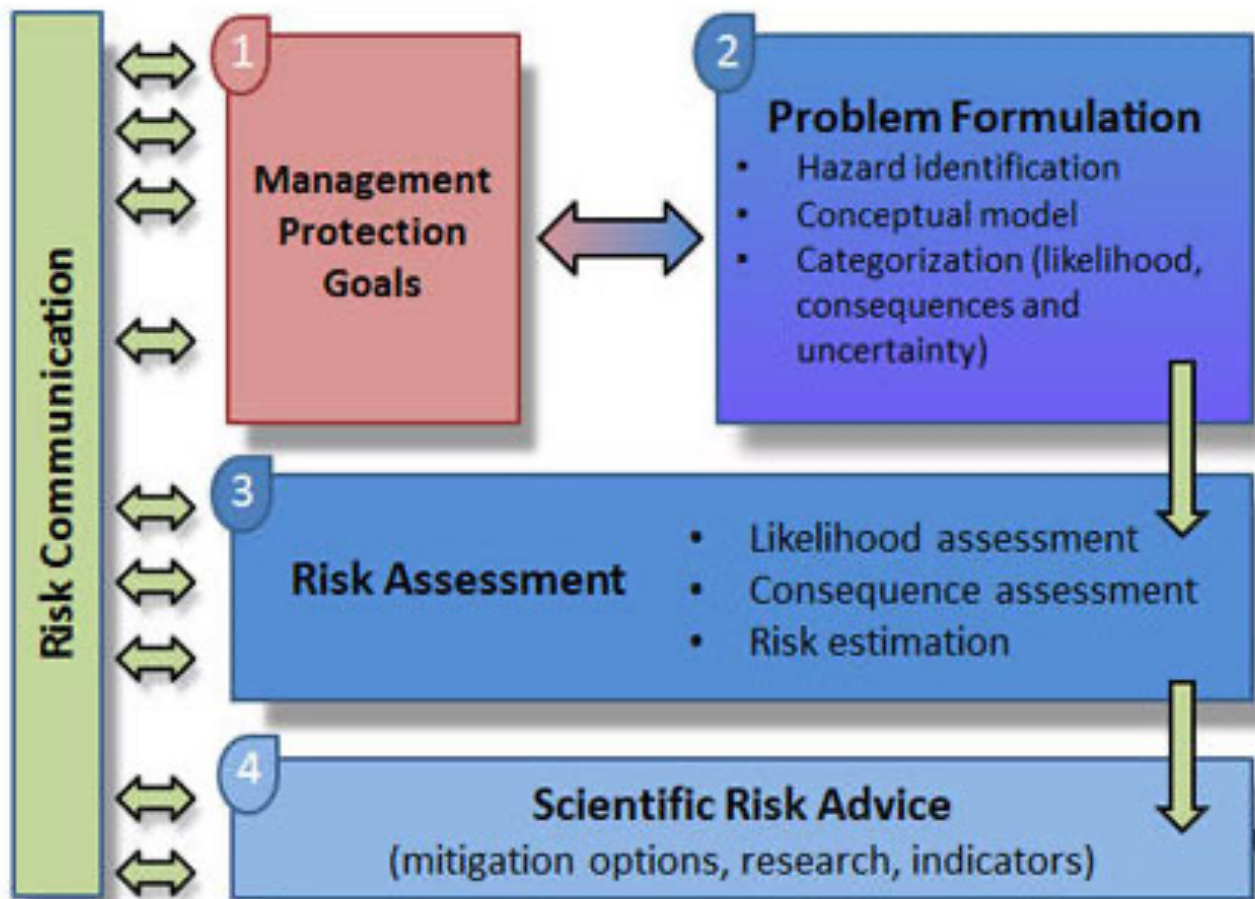 Risk Communication
1
Management
Protection
Goals
2
Problem Formulation
• Hazard identification
• Conceptual model
• Categorization (likelihood,
consequences and
uncertainty)
3
Risk Assessment
• Likelihood assessment
• Consequence assessment
• Risk estimation
4
Scientific Risk Advice
(mitigation options, research, indicators)